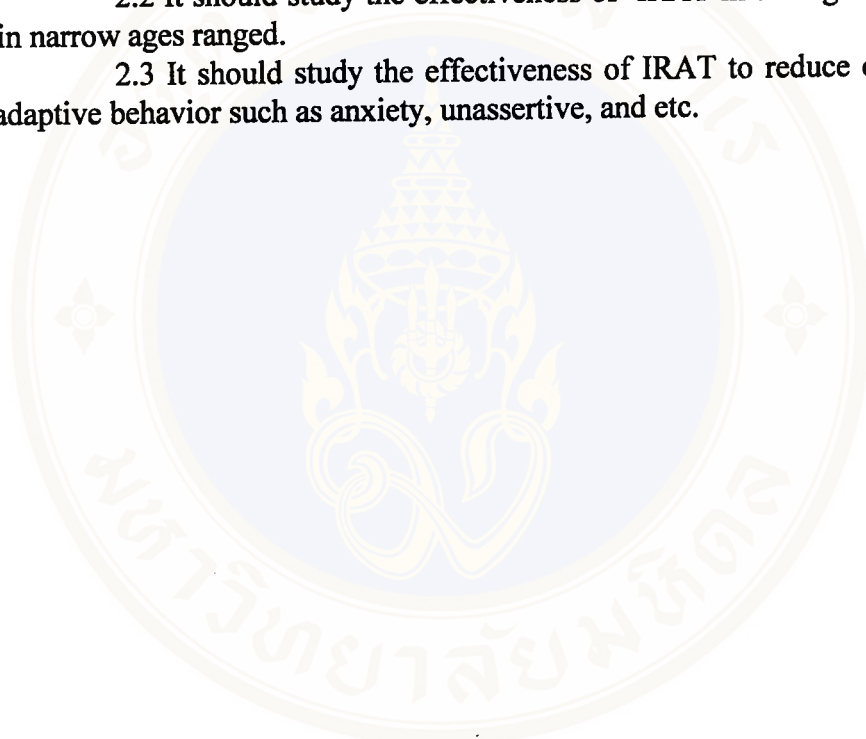 2.2 It should study the effectiveness of
in narrow ages ranged.
2.3 It should study the effectiveness of IRAT to reduce
adaptive behavior such as anxiety, unassertive, and etc.
มหาวิทยาลัยมหิดล